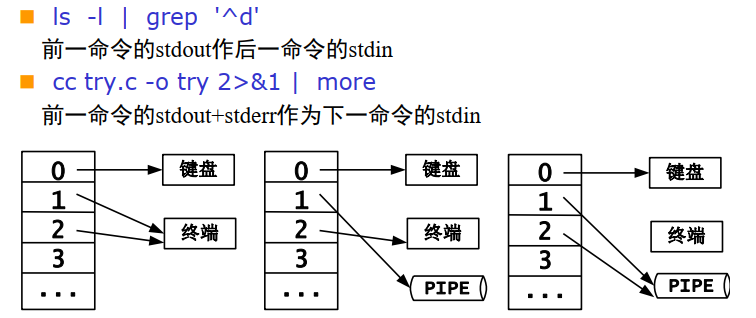 ls -l | grep '^d'
前一命令的stdout作后一命令的stdin
cc try.c -o try 2>&1 | more
前一命令的stdout+stderr作为下一命令的stdin
0
1
2
3
...
键盘
终端
0
1
2
3
...
键盘
终端
PIPE
0
1
2
3
...
键盘
终端
PIPE